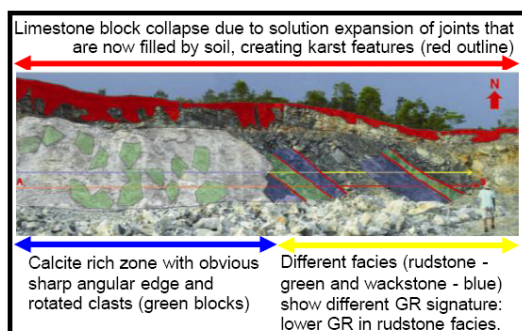 Limestone block collapse due to solution expansion of joints that
are now filled by soil, creating karst features (red outline)
N
A
Calcite rich zone with obvious
sharp angular edge and
rotated clasts (green blocks)
Different facies (rudstone -
green and wackstone - blue)
show different GR signature:
lower GR in rudstone facies.